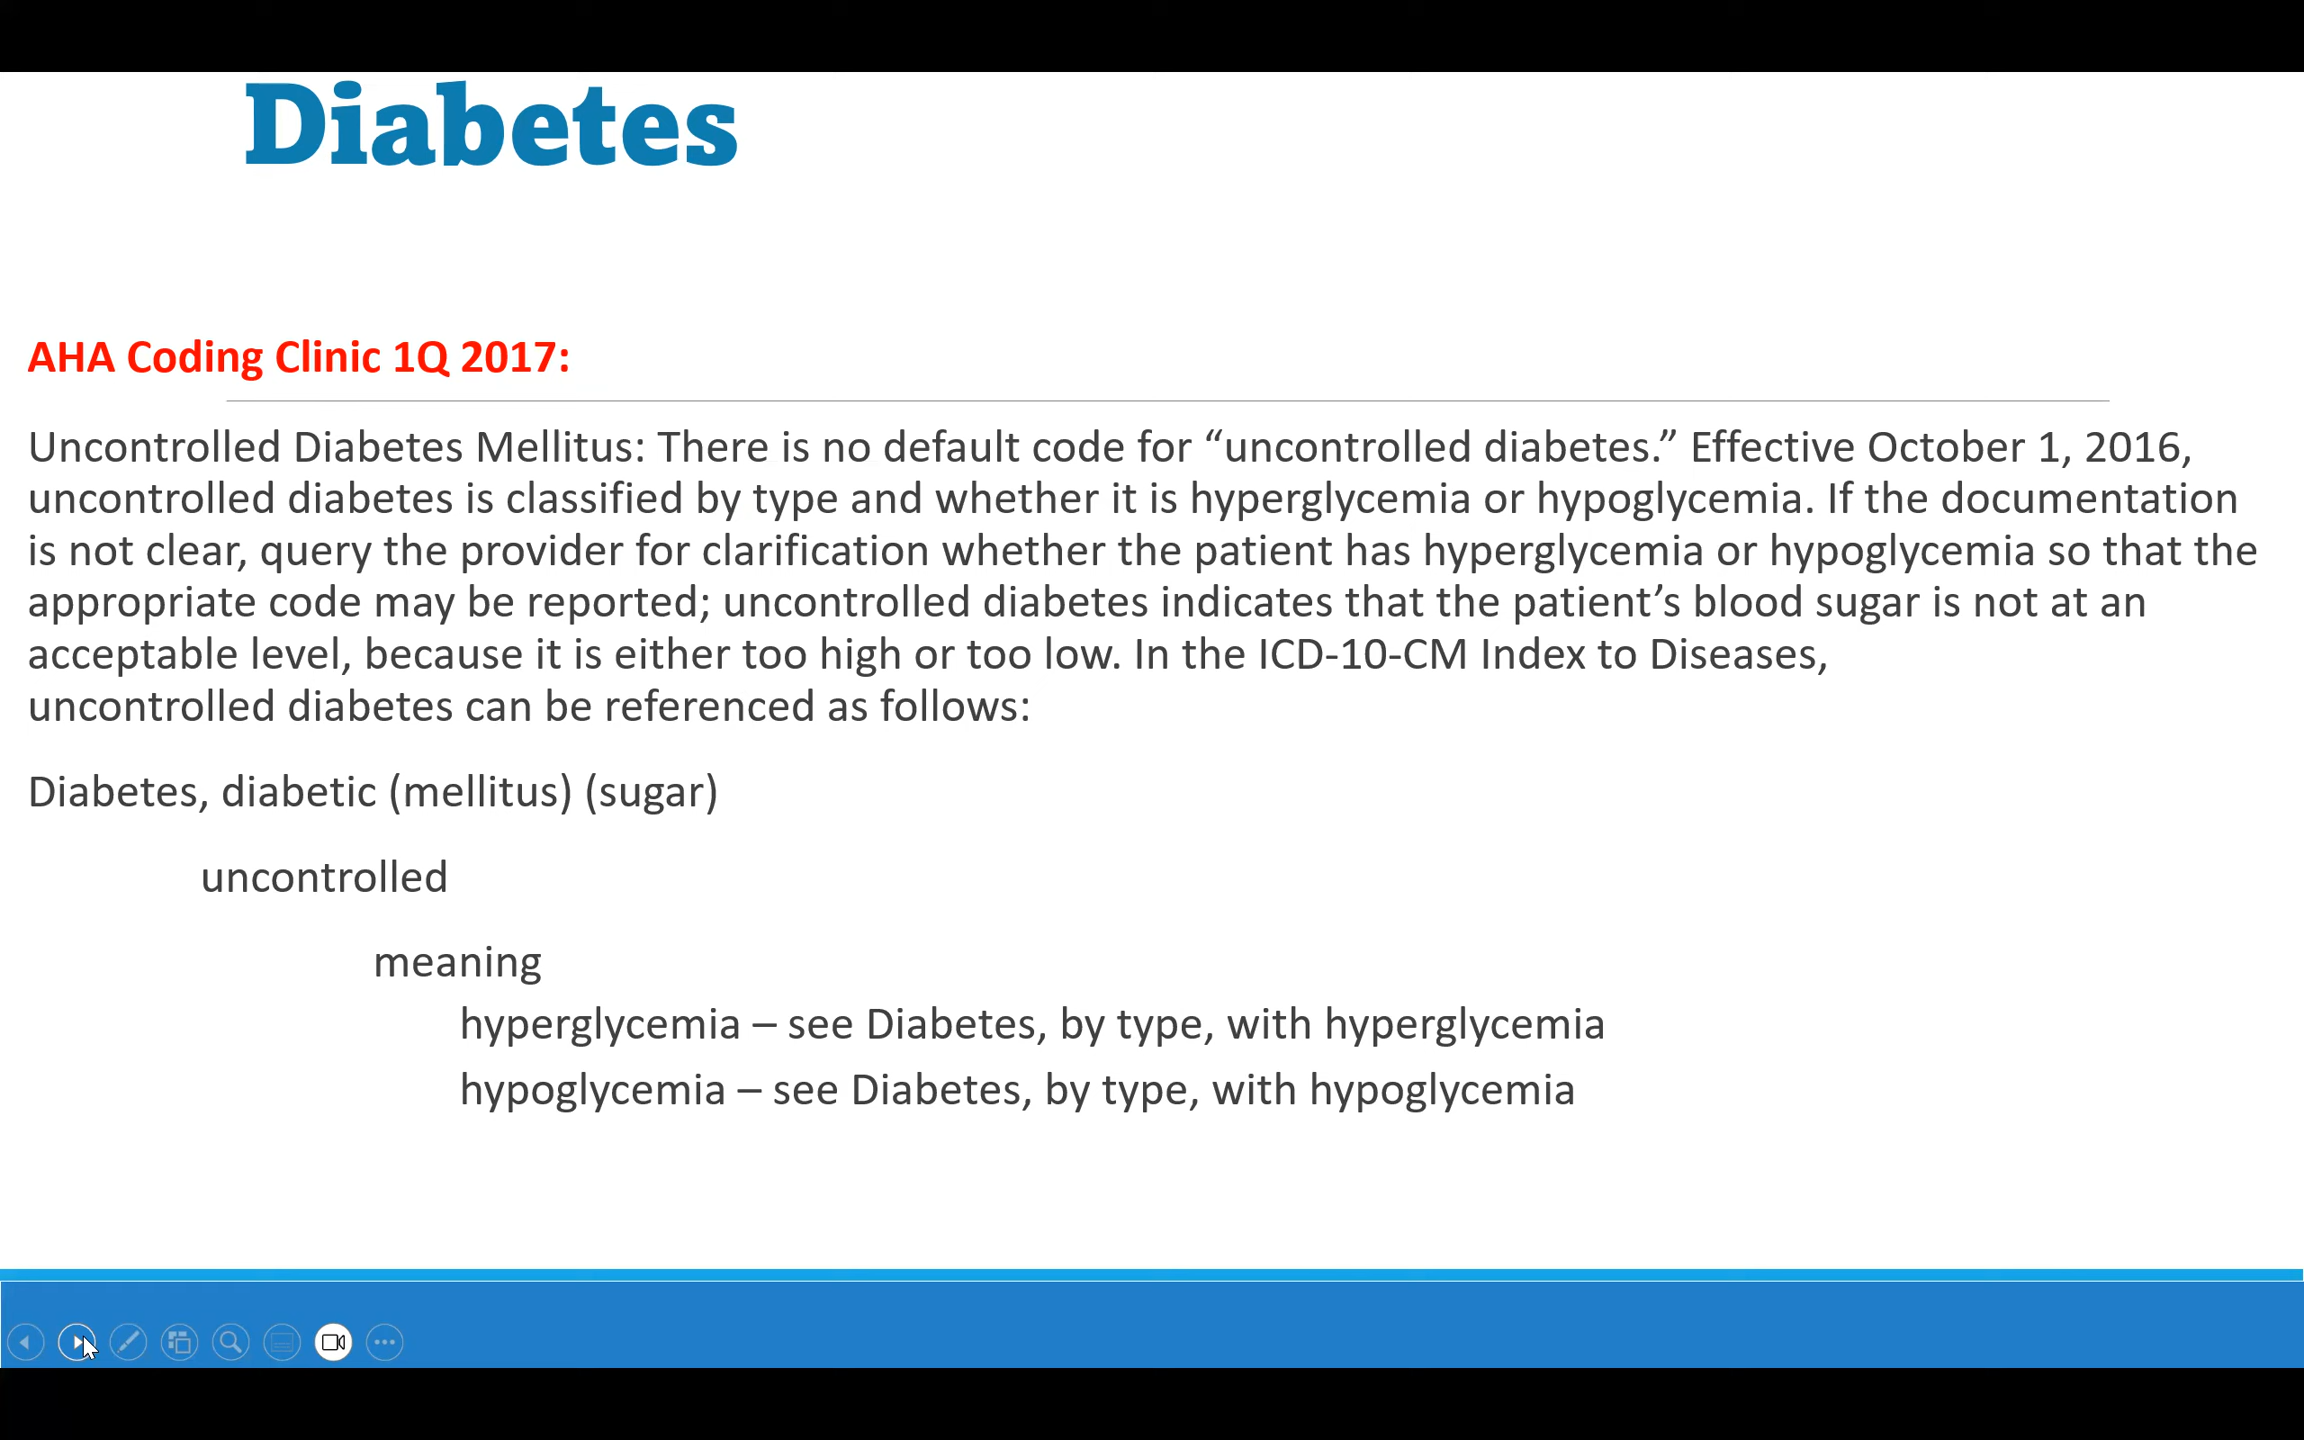 Diabetes
AHA Coding Clinic 1Q 2017:
Uncontrolled Diabetes Mellitus: There is no default code for “uncontrolled diabetes.” Effective October 1, 2016,
uncontrolled diabetes is classified by type and whether it is hyperglycemia or hypoglycemia. If the documentation
is not clear, query the provider for clarification whether the patient has hyperglycemia or hypoglycemia so that the
appropriate code may be reported; uncontrolled diabetes indicates that the patient’s blood sugar is not at an
acceptable level, because it is either too high or too low. In the ICD-10-CM Index to Diseases,
uncontrolled diabetes can be referenced as follows:
Diabetes, diabetic (mellitus) (sugar)
uncontrolled
meaning
hyperglycemia – see Diabetes, by type, with hyperglycemia
hypoglycemia – see Diabetes, by type, with hypoglycemia